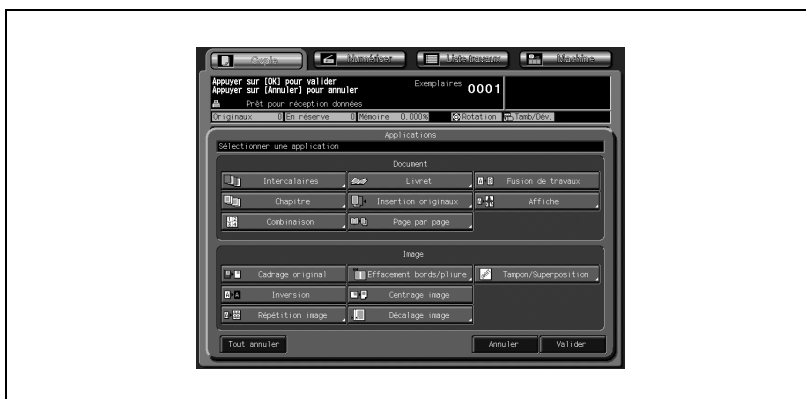 Copie Numériser Liste travaux Machine
Appuyer sur [OK] pour valider
Appuyer sur [Annuler] pour annuler
Exemplaires 0001
Prêt pour réception données
Originaux 0 En réserve 0 Mémoire 0.000% Rotation Tamb/Dév.
Applications
Sélectionner une application
Document
Intercalaires Livret Fusion de travaux
Chapitre Insertion originaux Affiche
Combinaison Page par page
Image
Cadrage original Effacement bords/pliure Tampon/Superposition
Inversion Centrage image
Répétition image Décalage image
Tout annuler Annuler Valider